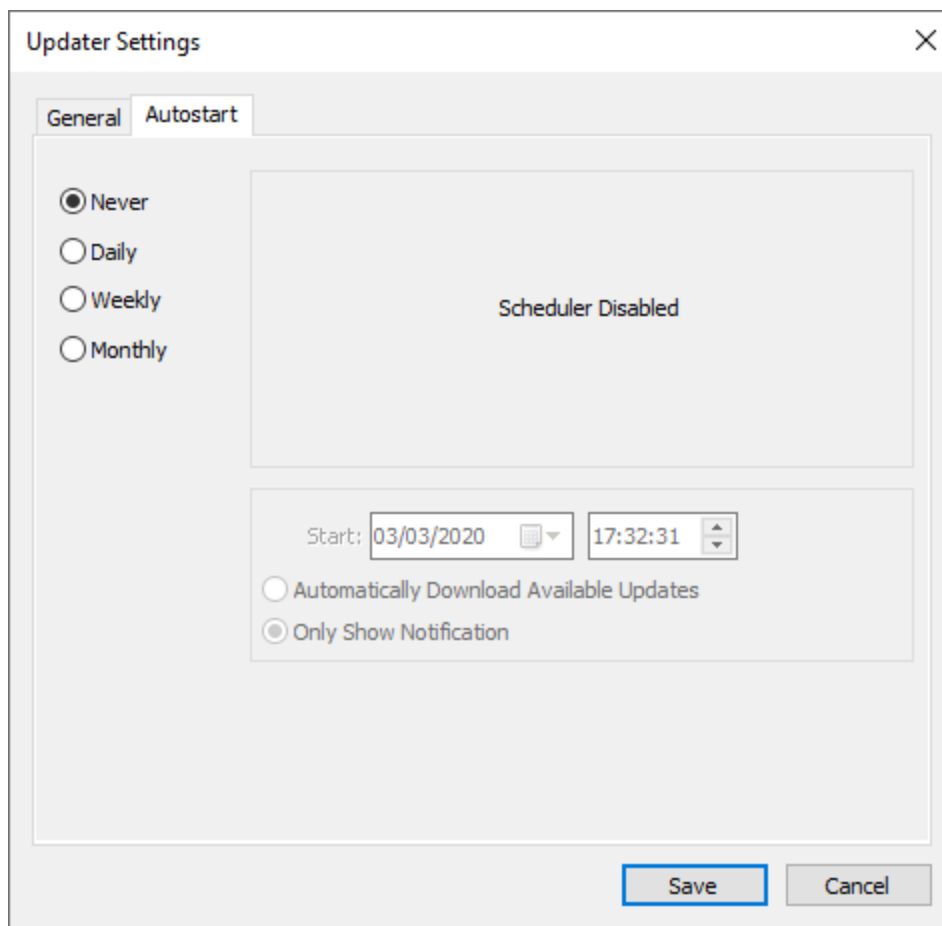 Updater Settings
General Autostart
Never
Daily
Weekly
Monthly
Scheduler Disabled
Start: 03/03/2020 17:32:31
Automatically Download Available Updates
Only Show Notification
Save Cancel